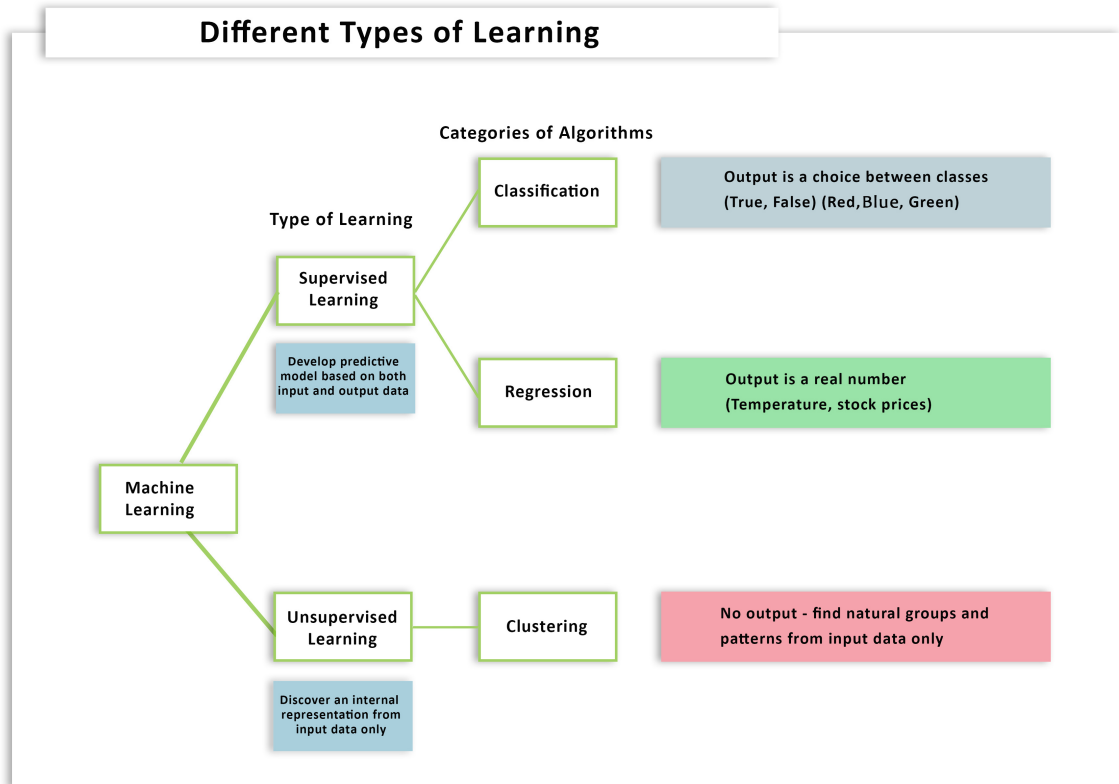 Different Types of Learning
Categories of Algorithms
Classification
Output is a choice between classes
(True, False) (Red,Blue, Green)
Type of Learning
Supervised
Learning
Develop predictive
model based on both
input and output data
Regression
Output is a real number
(Temperature, stock prices)
Machine
Learning
Unsupervised
Learning
Clustering
No output - find natural groups and
patterns from input data only
Discover an internal
representation from
input data only